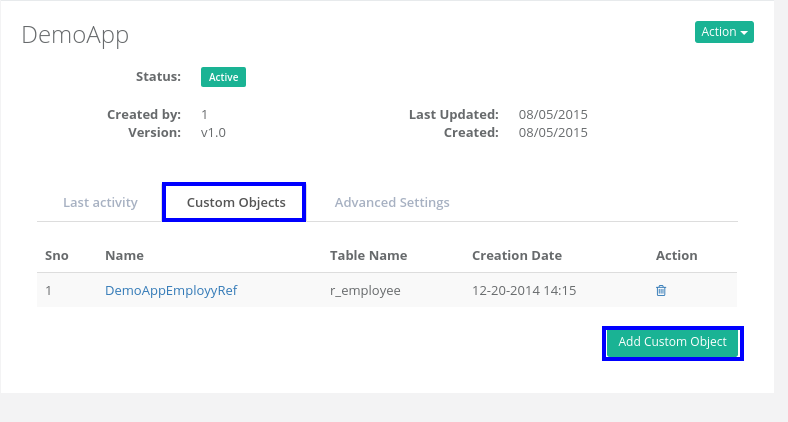 DemoApp
Action
Status: Active
Created by: 1 Last Updated: 08/05/2015
Version: v1.0 Created: 08/05/2015
Last activity Custom Objects Advanced Settings
Sno Name Table Name Creation Date Action
1 DemoAppEmployyRef r_employee 12-20-2014 14:15
Add Custom Object